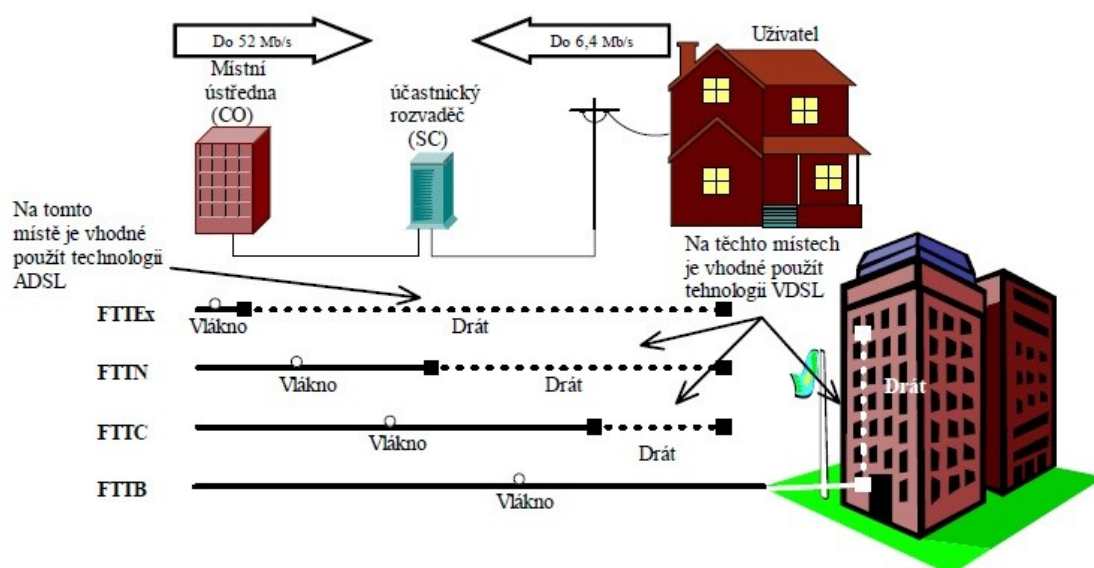 Do 52 Mb/s
Do 6,4 Mb/s
Uživatel
Místní
ústředna
(CO)
účastnický
rozvaděč
(SC)
Na tomto
místě je vhodné
použít technologii
ADSL
Na těchto místech
je vhodné použít
tehnologii VDSL
FTTEx
Vlákno
Drát
FTTN
Vlákno
Drát
FTTC
Vlákno
Drát
FTTB
Vlákno
Drát